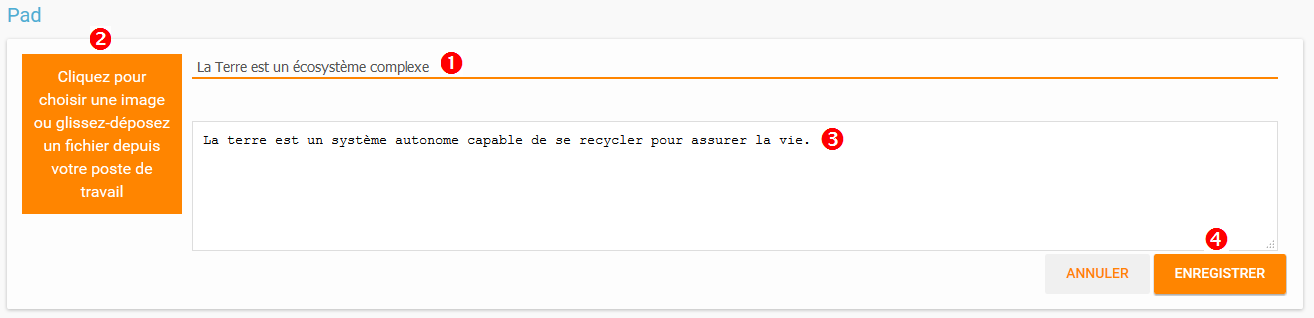 Pad
2
Cliquez pour
choisir une image
ou glissez-déposez
un fichier depuis
votre poste de
travail
La Terre est un écosystème complexe 1
La terre est un système autonome capable de se recycler pour assurer la vie. 3
4
ANNULER ENREGISTRER